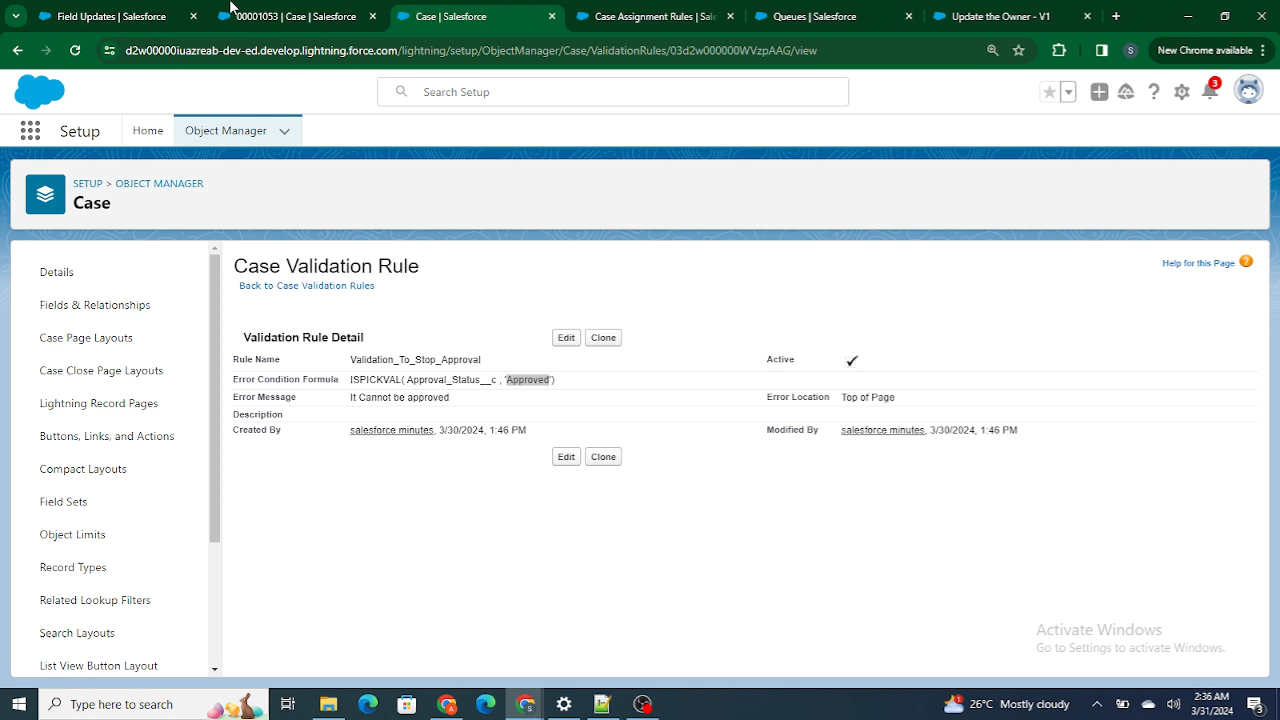 Field Updates | Salesforce
00001053 | Case | Salesforce
Case | Salesforce
Case Assignment Rules | Sal
Queues | Salesforce
Update the Owner - V1
d2w00000iuazreab-dev-ed.develop.lightning.force.com/lightning/setup/ObjectManager/Case/ValidationRules/03d2w000000WVzpAAG/view
S
New Chrome available
Search Setup
3
Setup
Home
Object Manager
SETUP > OBJECT MANAGER
Case
Details
Fields & Relationships
Case Page Layouts
Case Close Page Layouts
Lightning Record Pages
Buttons, Links, and Actions
Compact Layouts
Field Sets
Object Limits
Record Types
Related Lookup Filters
Search Layouts
List View Button Layout
Case Validation Rule
Help for this Page
Back to Case Validation Rules
Validation Rule Detail
Edit
Clone
Rule Name Validation_To_Stop_Approval Active
Error Condition Formula ISPICKVAL( Approval_Status__c , 'Approved')
Error Message It Cannot be approved Error Location Top of Page
Description
Created By salesforce minutes, 3/30/2024, 1:46 PM Modified By salesforce minutes, 3/30/2024, 1:46 PM
Edit
Clone
Activate Windows
Go to Settings to activate Windows.
Type here to search
26°C Mostly cloudy
2:36 AM
3/31/2024
3